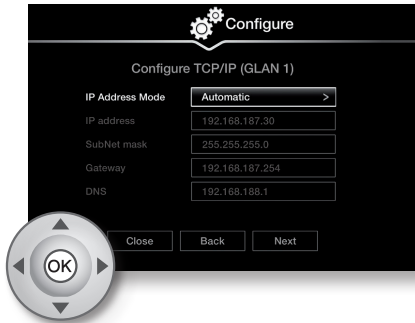 Configure
Configure TCP/IP (GLAN 1)
IP Address Mode Automatic >
IP address 192.168.187.30
SubNet mask 255.255.255.0
Gateway 192.168.187.254
DNS 192.168.188.1
Close Back Next
OK